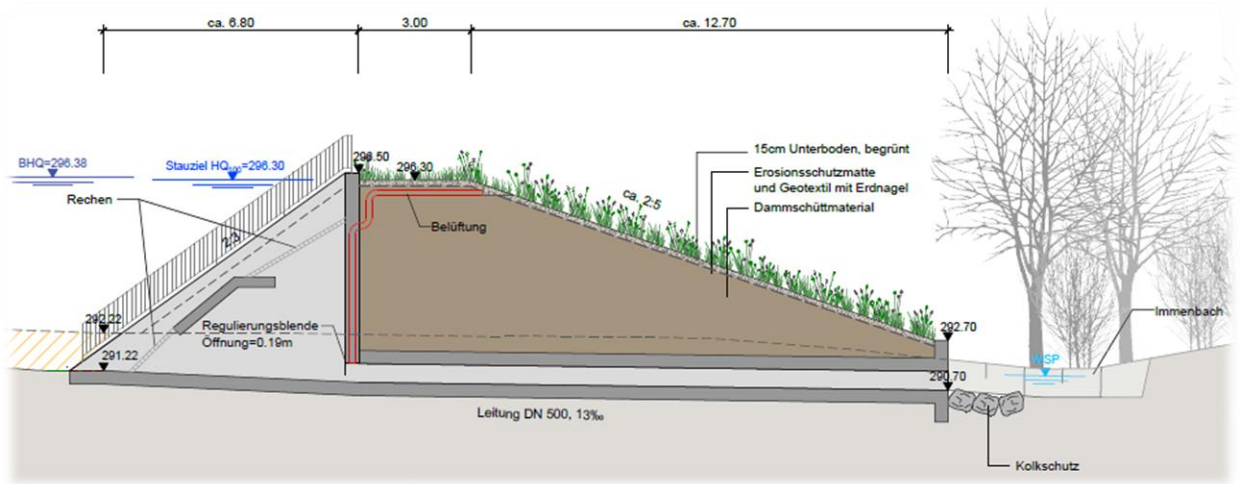 ca. 6.80
3.00
ca. 12.70
BHQ=296.38
Stauziel HQ100=296.30
296.50
296.30
Rechen
2:3
Belüftung
ca. 2:5
15cm Unterboden, begrünt
Erosionsschutzmatte
und Geotextil mit Erdnagel
Dammschüttmaterial
292.22
291.22
Regulierungsblende
Öffnung=0.19m
292.70
Immenbach
WSP
290.70
Leitung DN 500, 13‰
Kolkschutz